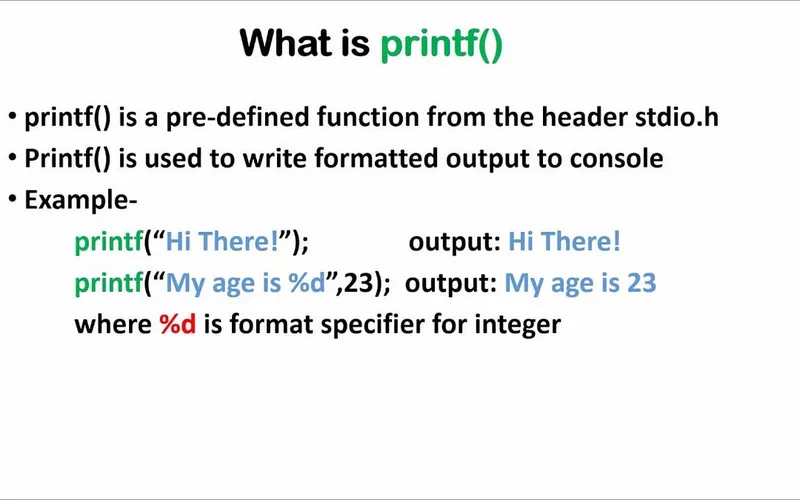 What is printf()
• printf() is a pre-defined function from the header stdio.h
• Printf() is used to write formatted output to console
• Example-
printf(“Hi There!”); output: Hi There!
printf(“My age is %d”,23); output: My age is 23
where %d is format specifier for integer